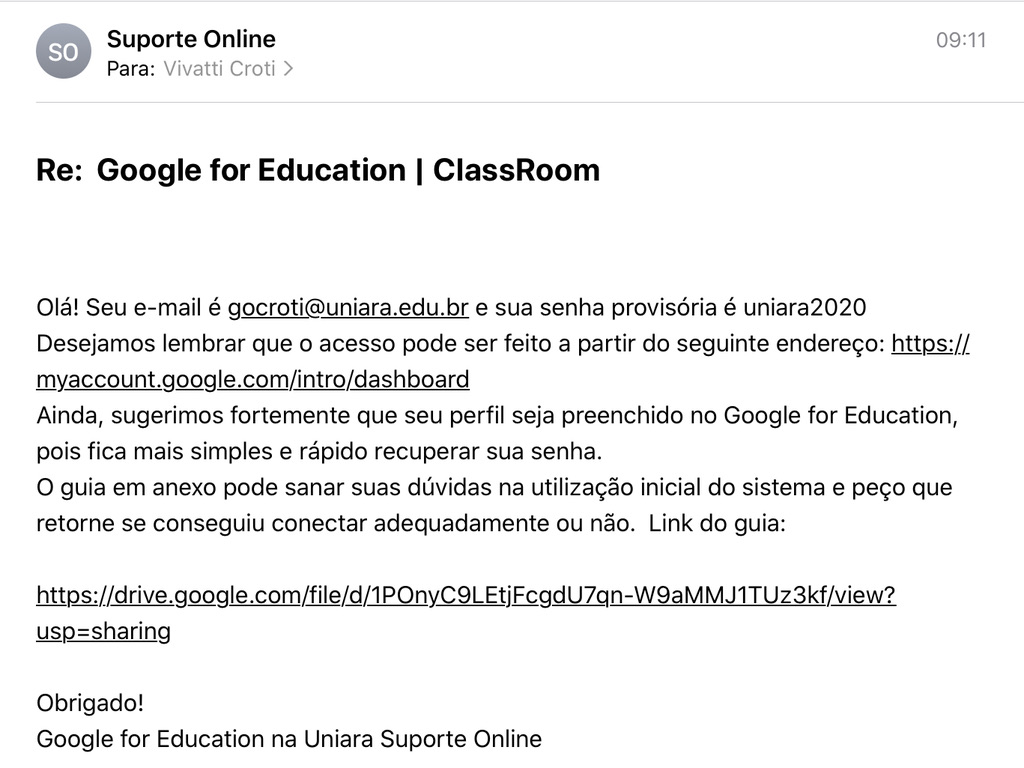 SO
Suporte Online
09:11
Para: Vivatti Croti >
Re: Google for Education | ClassRoom
Olá! Seu e-mail é gocroti@uniara.edu.br e sua senha provisória é uniara2020
Desejamos lembrar que o acesso pode ser feito a partir do seguinte endereço: https://
myaccount.google.com/intro/dashboard
Ainda, sugerimos fortemente que seu perfil seja preenchido no Google for Education,
pois fica mais simples e rápido recuperar sua senha.
O guia em anexo pode sanar suas dúvidas na utilização inicial do sistema e peço que
retorne se conseguiu conectar adequadamente ou não.  Link do guia:
https://drive.google.com/file/d/1POnyC9LEtjFcgdU7qn-W9aMMJ1TUz3kf/view?
usp=sharing
Obrigado!
Google for Education na Uniara Suporte Online